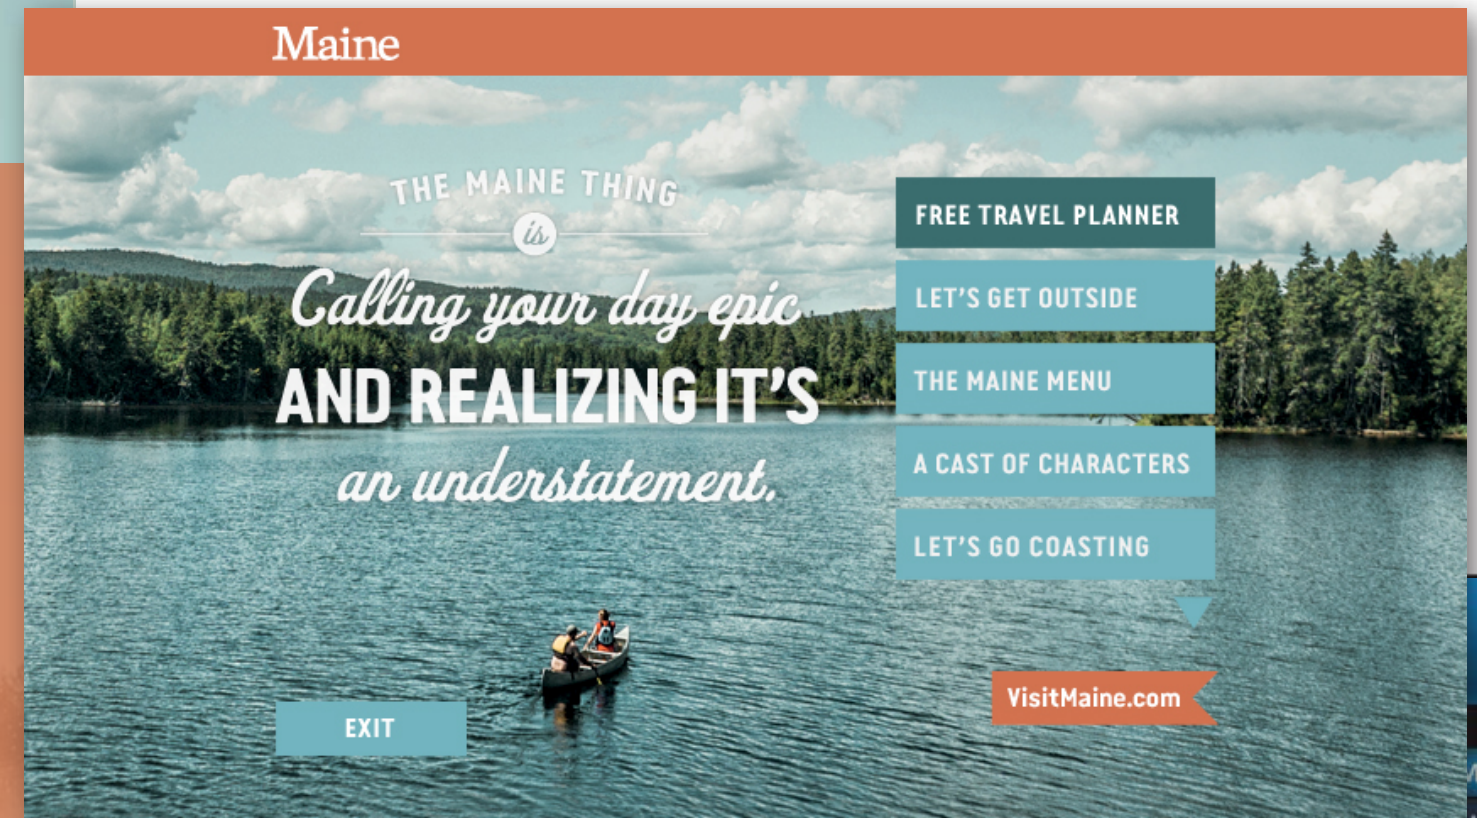 Maine
THE MAINE THING
is
Calling your day epic
AND REALIZING IT'S
an understatement.
FREE TRAVEL PLANNER
LET'S GET OUTSIDE
THE MAINE MENU
A CAST OF CHARACTERS
LET'S GO COASTING
VisitMaine.com
EXIT